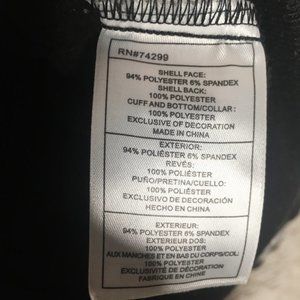 RN#74299
SHELL FACE:
94% POLYESTER 6% SPANDEX
SHELL BACK:
100% POLYESTER
CUFF AND BOTTOM/COLLAR:
100% POLYESTER
EXCLUSIVE OF DECORATION
MADE IN CHINA
EXTERIOR:
94% POLIÉSTER 6% SPANDEX
REVÉS:
100% POLIÉSTER
PUÑO/PRETINA/CUELLO:
100% POLIÉSTER
EXCLUSIVO DE DECORACIÓN
HECHO EN CHINA
EXTERIEUR:
94% POLYESTER 6% SPANDEX
EXTERIEUR DOS:
100% POLYESTER
AUX MANCHES ET EN BAS DU CORPS/COL:
100% POLYESTER
EXCLUSIF DE DÉCORATION
FABRIQUE EN CHINE